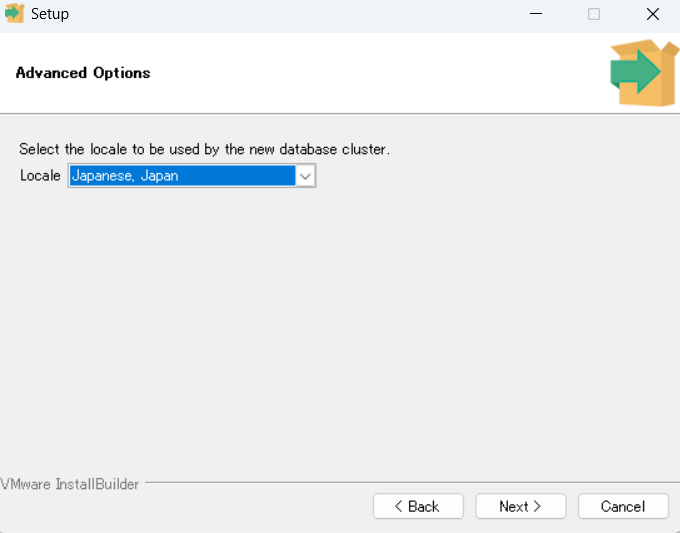 Setup
Advanced Options
Select the locale to be used by the new database cluster.
Locale Japanese, Japan
VMware InstallBuilder
< Back Next > Cancel